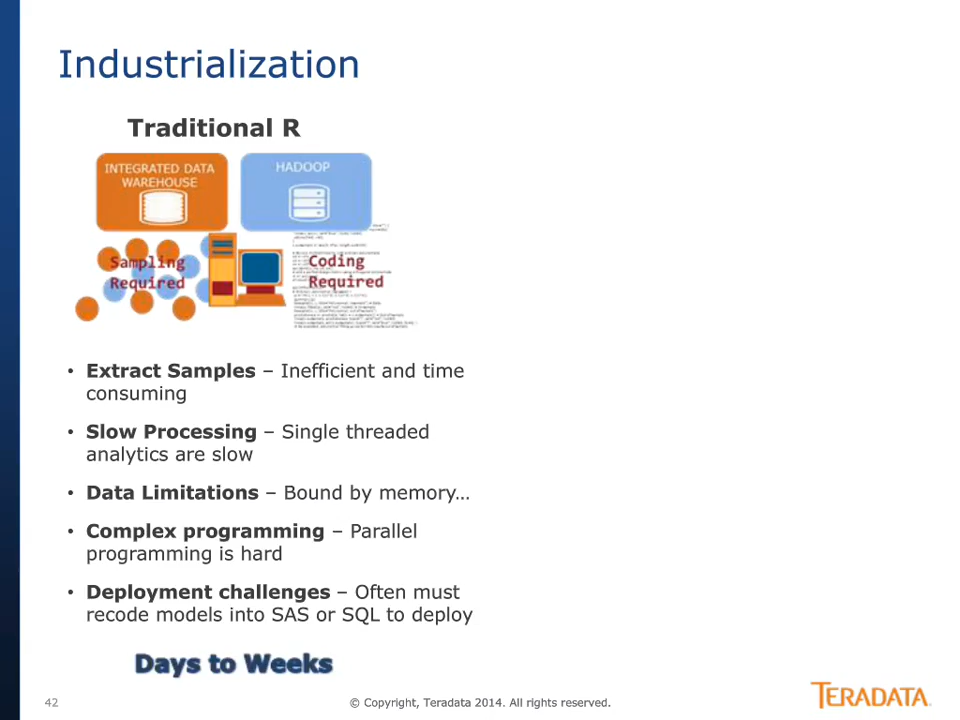 Industrialization
Traditional R
INTEGRATED DATA
WAREHOUSE
HADOOP
Sampling
Required
Coding
Required
• Extract Samples – Inefficient and time
consuming
• Slow Processing – Single threaded
analytics are slow
• Data Limitations – Bound by memory…
• Complex programming – Parallel
programming is hard
• Deployment challenges – Often must
recode models into SAS or SQL to deploy
Days to Weeks
42
© Copyright, Teradata 2014. All rights reserved.
TERADATA